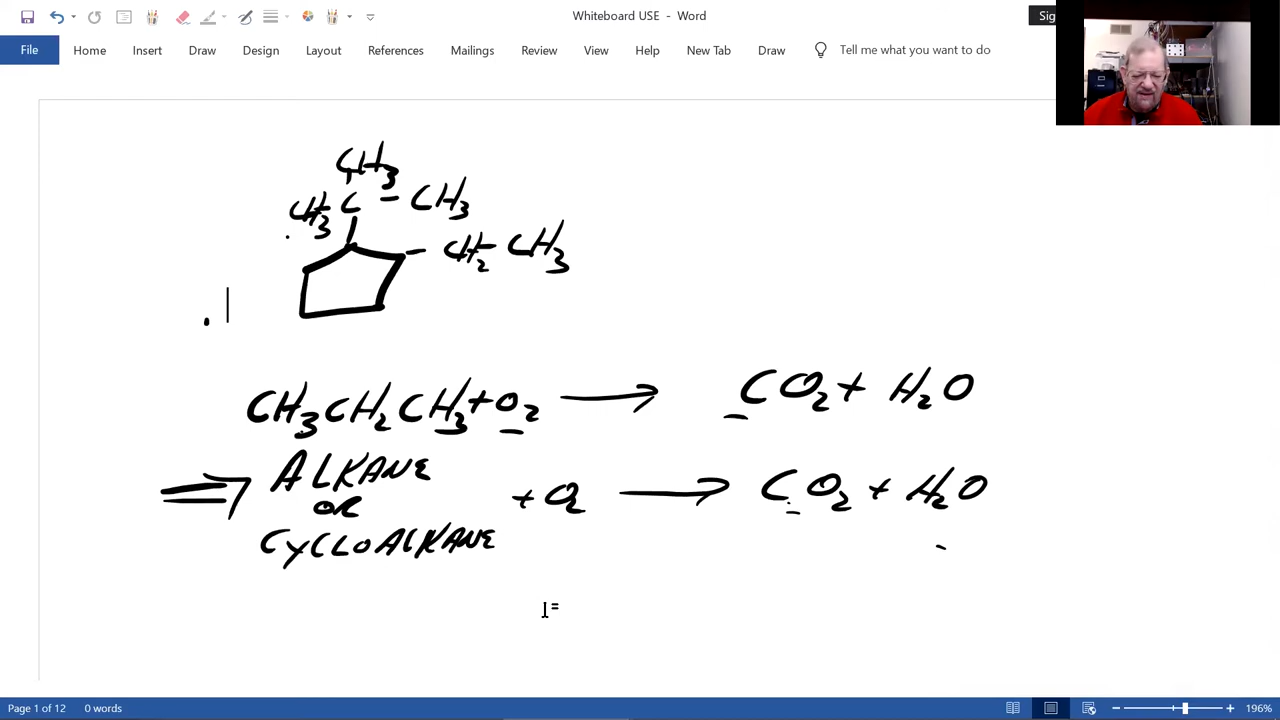 Whiteboard USE - Word
Sig
File Home Insert Draw Design Layout References Mailings Review View Help New Tab Draw Tell me what you want to do
CH3
CH3 C - CH3
- CH2 - CH3
CH3CH2CH3 + O2 → CO2 + H2O
⇒ ALKANE
OR
+ O2 → CO2 + H2O
CYCLOALKANE
Page 1 of 12 0 words 196%